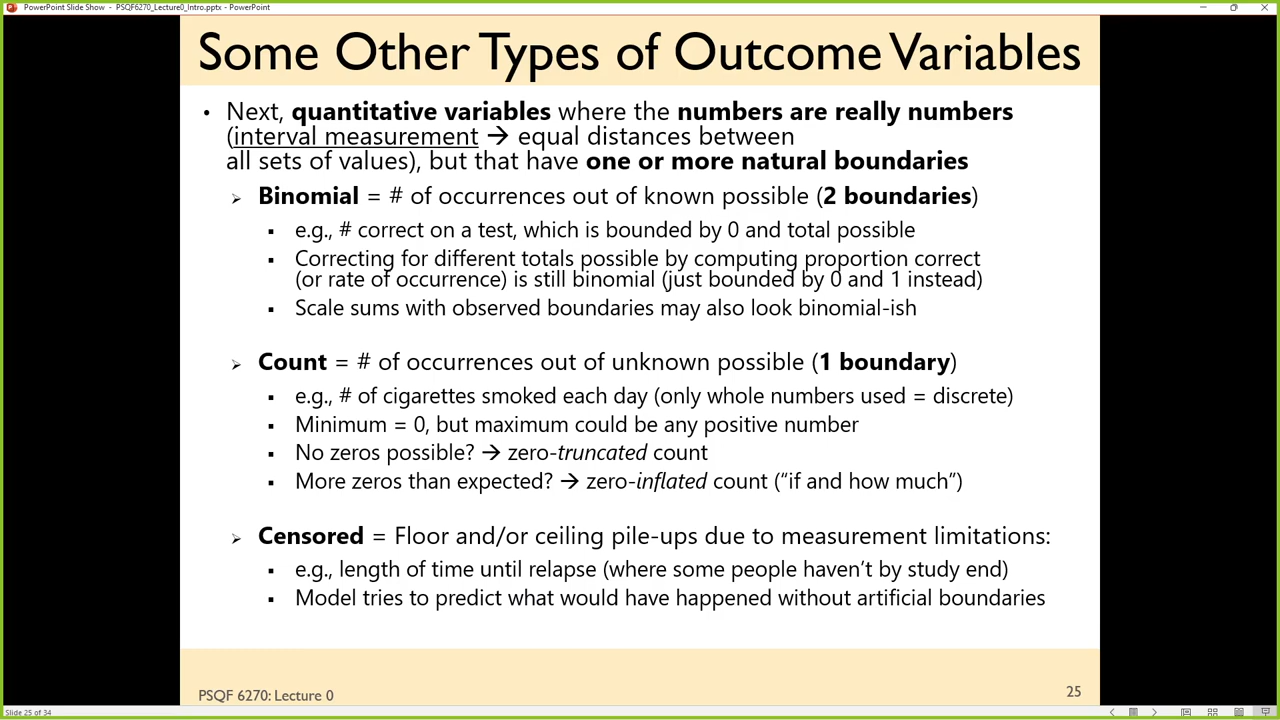 PowerPoint Slide Show - PSQF6270_Lecture0_Intro.pptx - PowerPoint
Some Other Types of Outcome Variables
• Next, quantitative variables where the numbers are really numbers
(interval measurement → equal distances between
all sets of values), but that have one or more natural boundaries
➢ Binomial = # of occurrences out of known possible (2 boundaries)
▪ e.g., # correct on a test, which is bounded by 0 and total possible
▪ Correcting for different totals possible by computing proportion correct
(or rate of occurrence) is still binomial (just bounded by 0 and 1 instead)
▪ Scale sums with observed boundaries may also look binomial-ish
➢ Count = # of occurrences out of unknown possible (1 boundary)
▪ e.g., # of cigarettes smoked each day (only whole numbers used = discrete)
▪ Minimum = 0, but maximum could be any positive number
▪ No zeros possible? → zero-truncated count
▪ More zeros than expected? → zero-inflated count (“if and how much”)
➢ Censored = Floor and/or ceiling pile-ups due to measurement limitations:
▪ e.g., length of time until relapse (where some people haven’t by study end)
▪ Model tries to predict what would have happened without artificial boundaries
PSQF 6270: Lecture 0
25
Slide 25 of 34